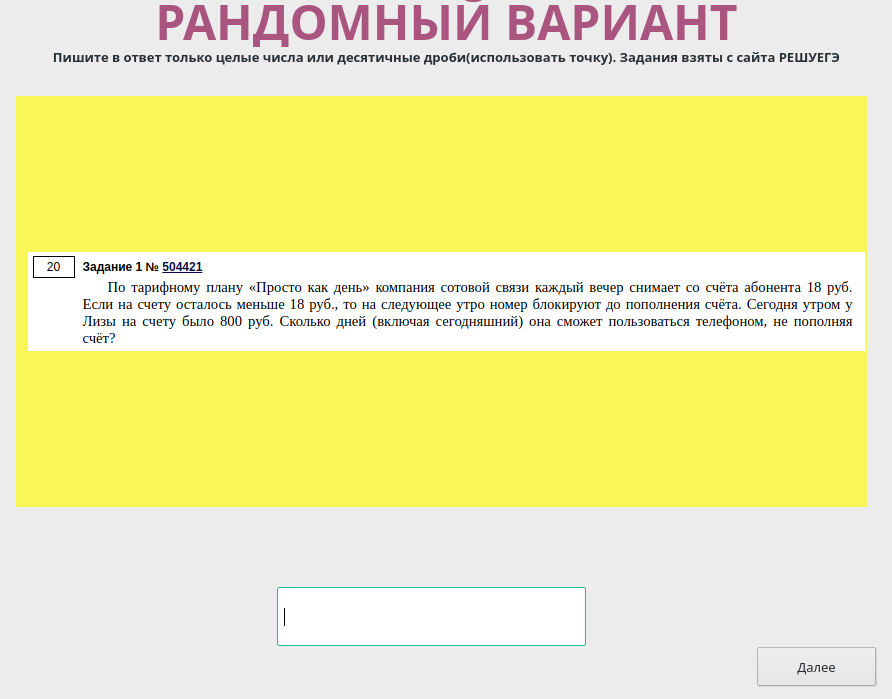 РАНДОМНЫЙ ВАРИАНТ
Пишите в ответ только целые числа или десятичные дроби(использовать точку). Задания взяты с сайта РЕШУЕГЭ
20 Задание 1 № 504421
По тарифному плану «Просто как день» компания сотовой связи каждый вечер снимает со счёта абонента 18 руб.
Если на счету осталось меньше 18 руб., то на следующее утро номер блокируют до пополнения счёта. Сегодня утром у
Лизы на счету было 800 руб. Сколько дней (включая сегодняшний) она сможет пользоваться телефоном, не пополняя
счёт?
Далее